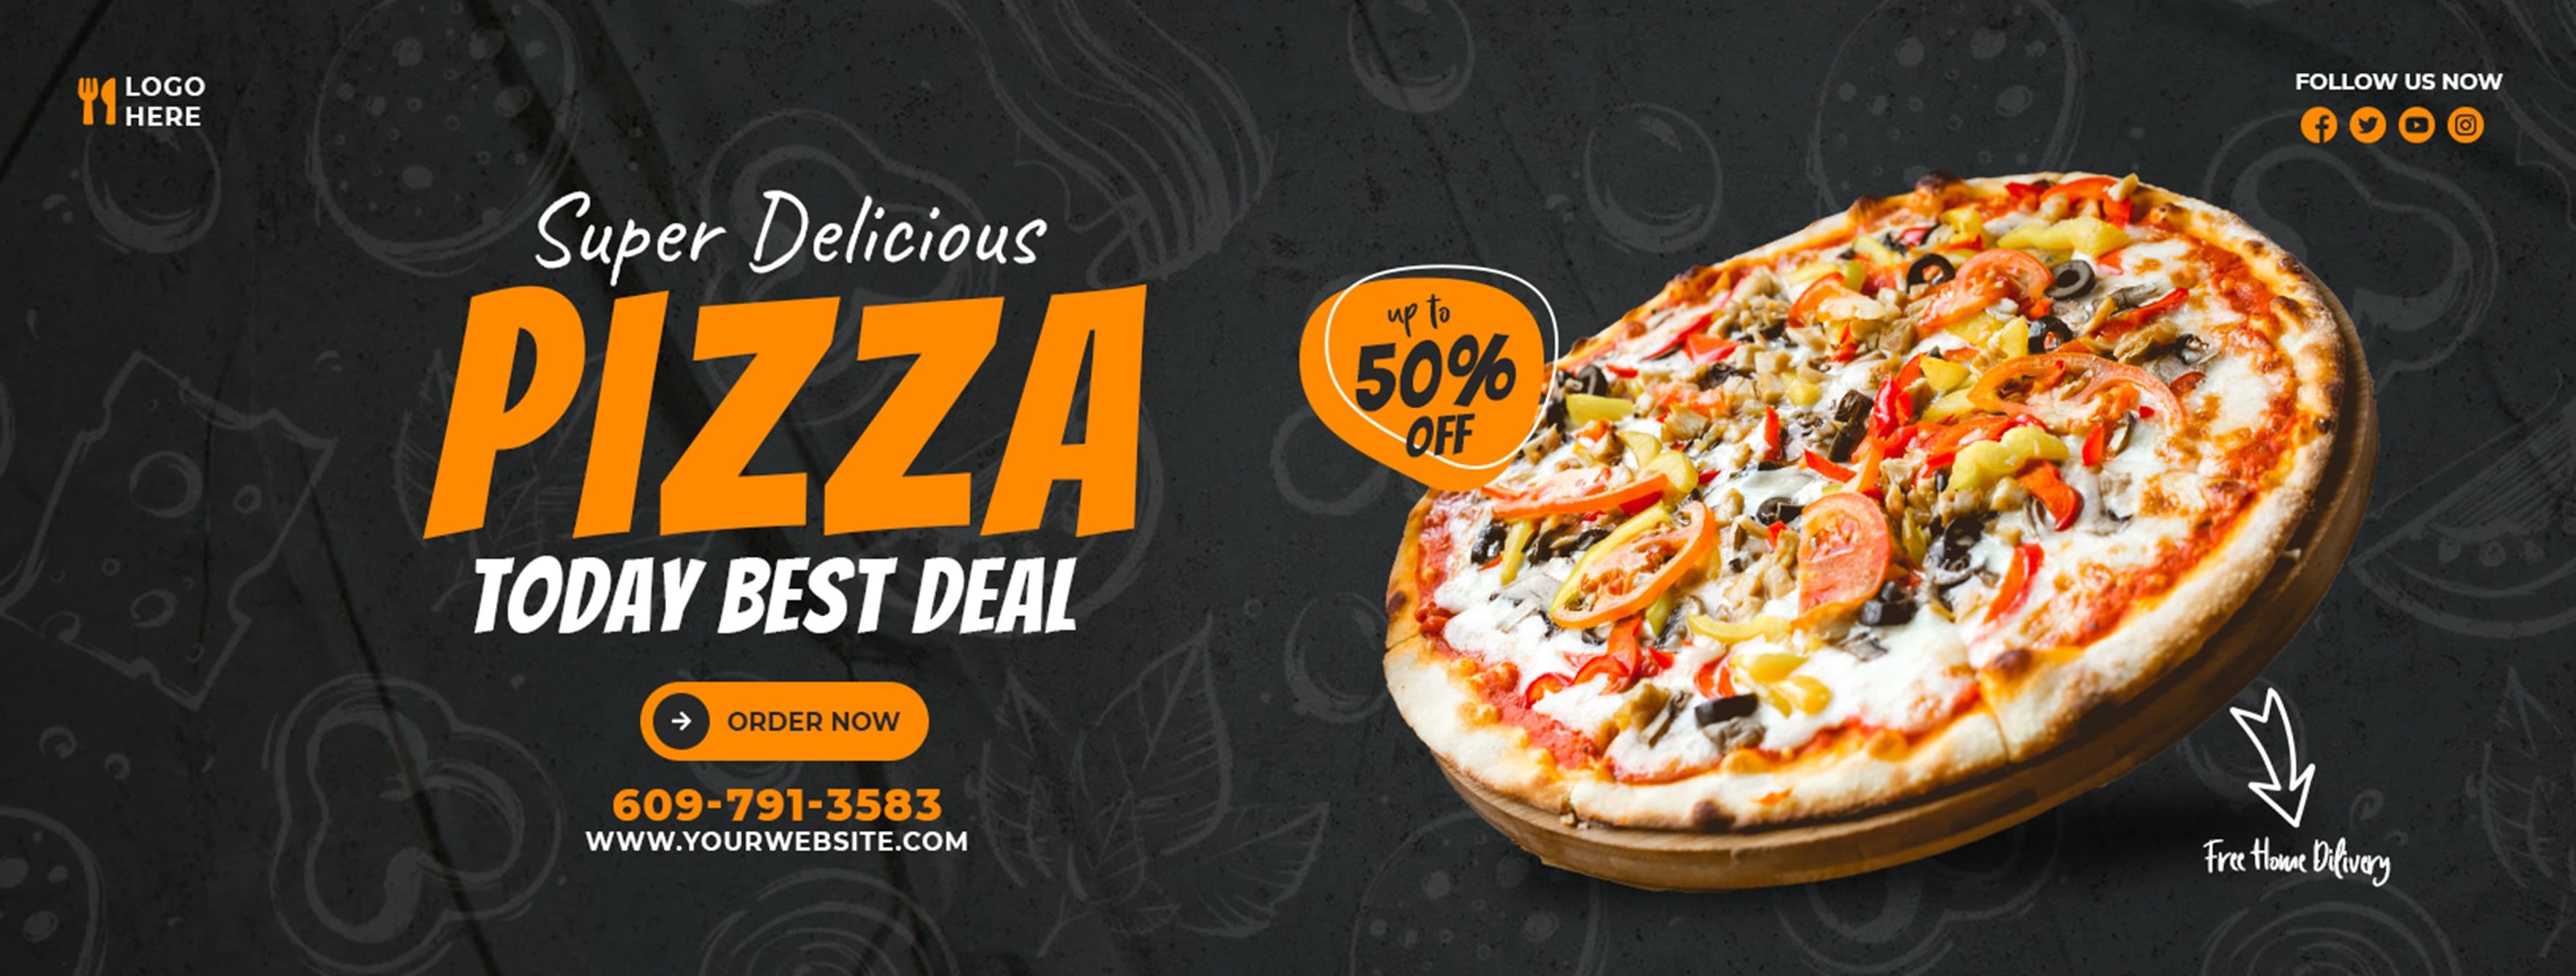 LOGO
HERE
FOLLOW US NOW
Super Delicious
PIZZA
TODAY BEST DEAL
up to
50%
OFF
ORDER NOW
609-791-3583
WWW.YOURWEBSITE.COM
Free Home Dilivery